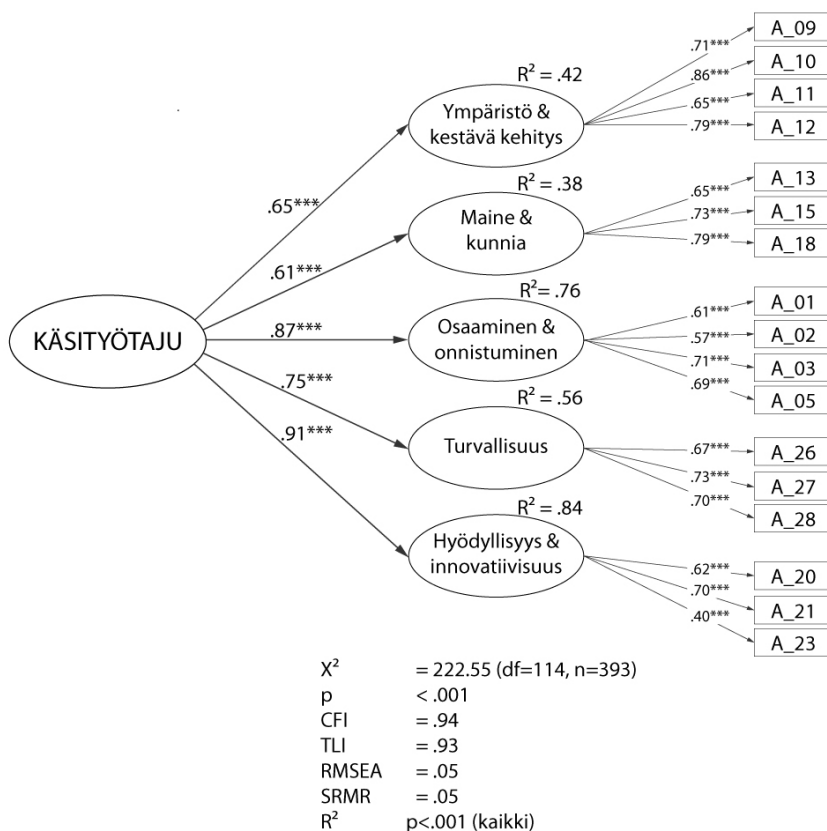 A_09
.71***
R² = .42
A_10
.86***
Ympäristö &
kestävä kehitys
A_11
.65***
A_12
.79***
R² = .38
A_13
.65***
.65***
Maine &
kunnia
A_15
.73***
A_18
.79***
.61***
R²= .76
A_01
.61***
KÄSITYÖTAJU
.87***
Osaaminen &
onnistuminen
A_02
.57***
A_03
.71***
A_05
.69***
.75***
R² = .56
.91***
Turvallisuus
A_26
.67***
A_27
.73***
A_28
.70***
R² = .84
Hyödyllisyys &
innovatiivisuus
A_20
.62***
A_21
.70***
A_23
.40***
X² = 222.55 (df=114, n=393)
p < .001
CFI = .94
TLI = .93
RMSEA = .05
SRMR = .05
R² p<.001 (kaikki)